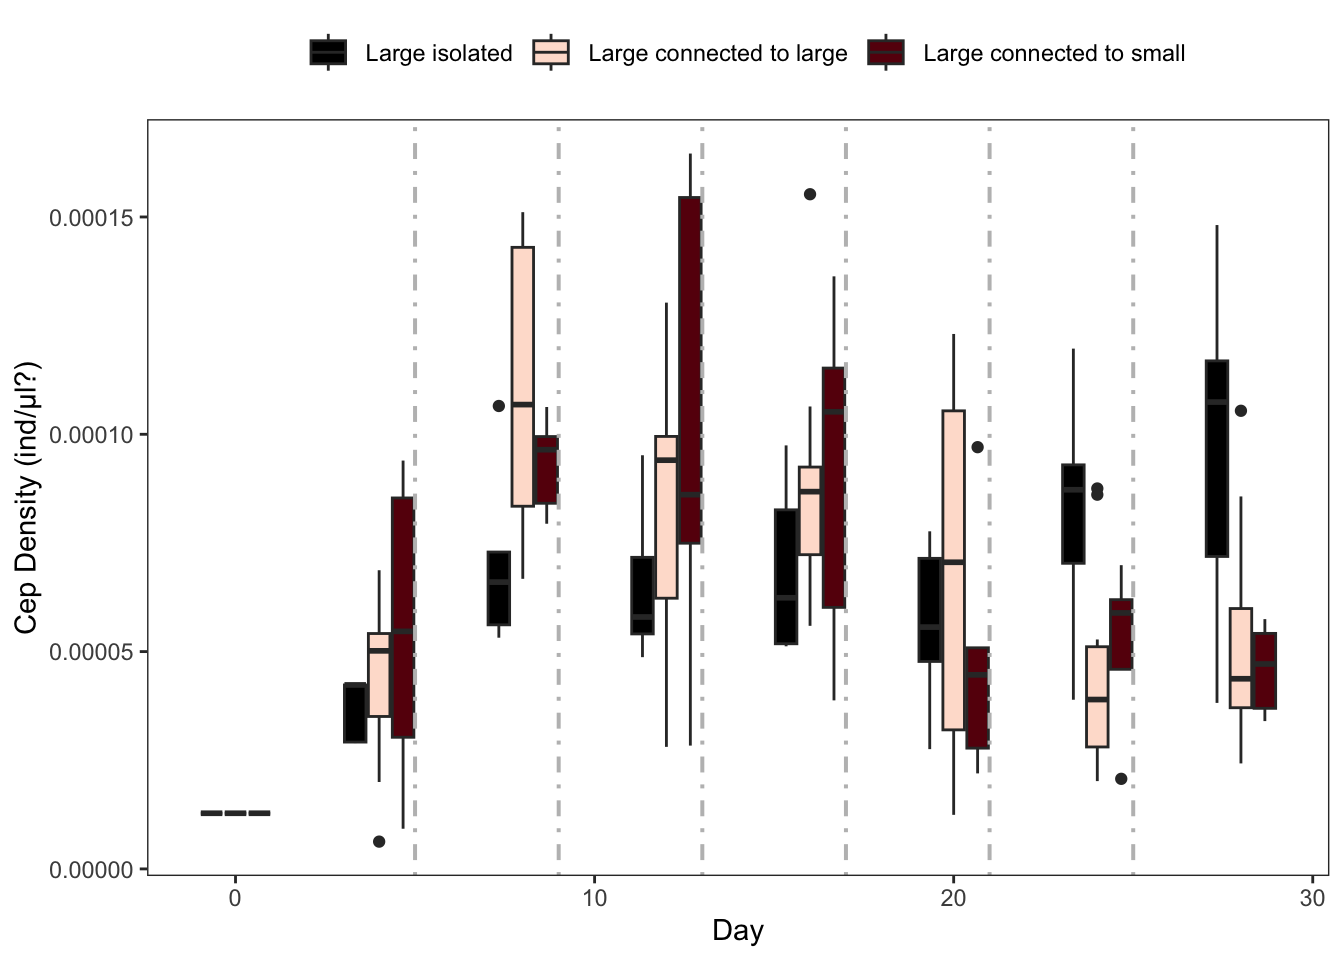 Large isolated Large connected to large Large connected to small
0.00015
0.00010
0.00005
0.00000
Cep Density (ind/µl?)
0 10 20 30
Day